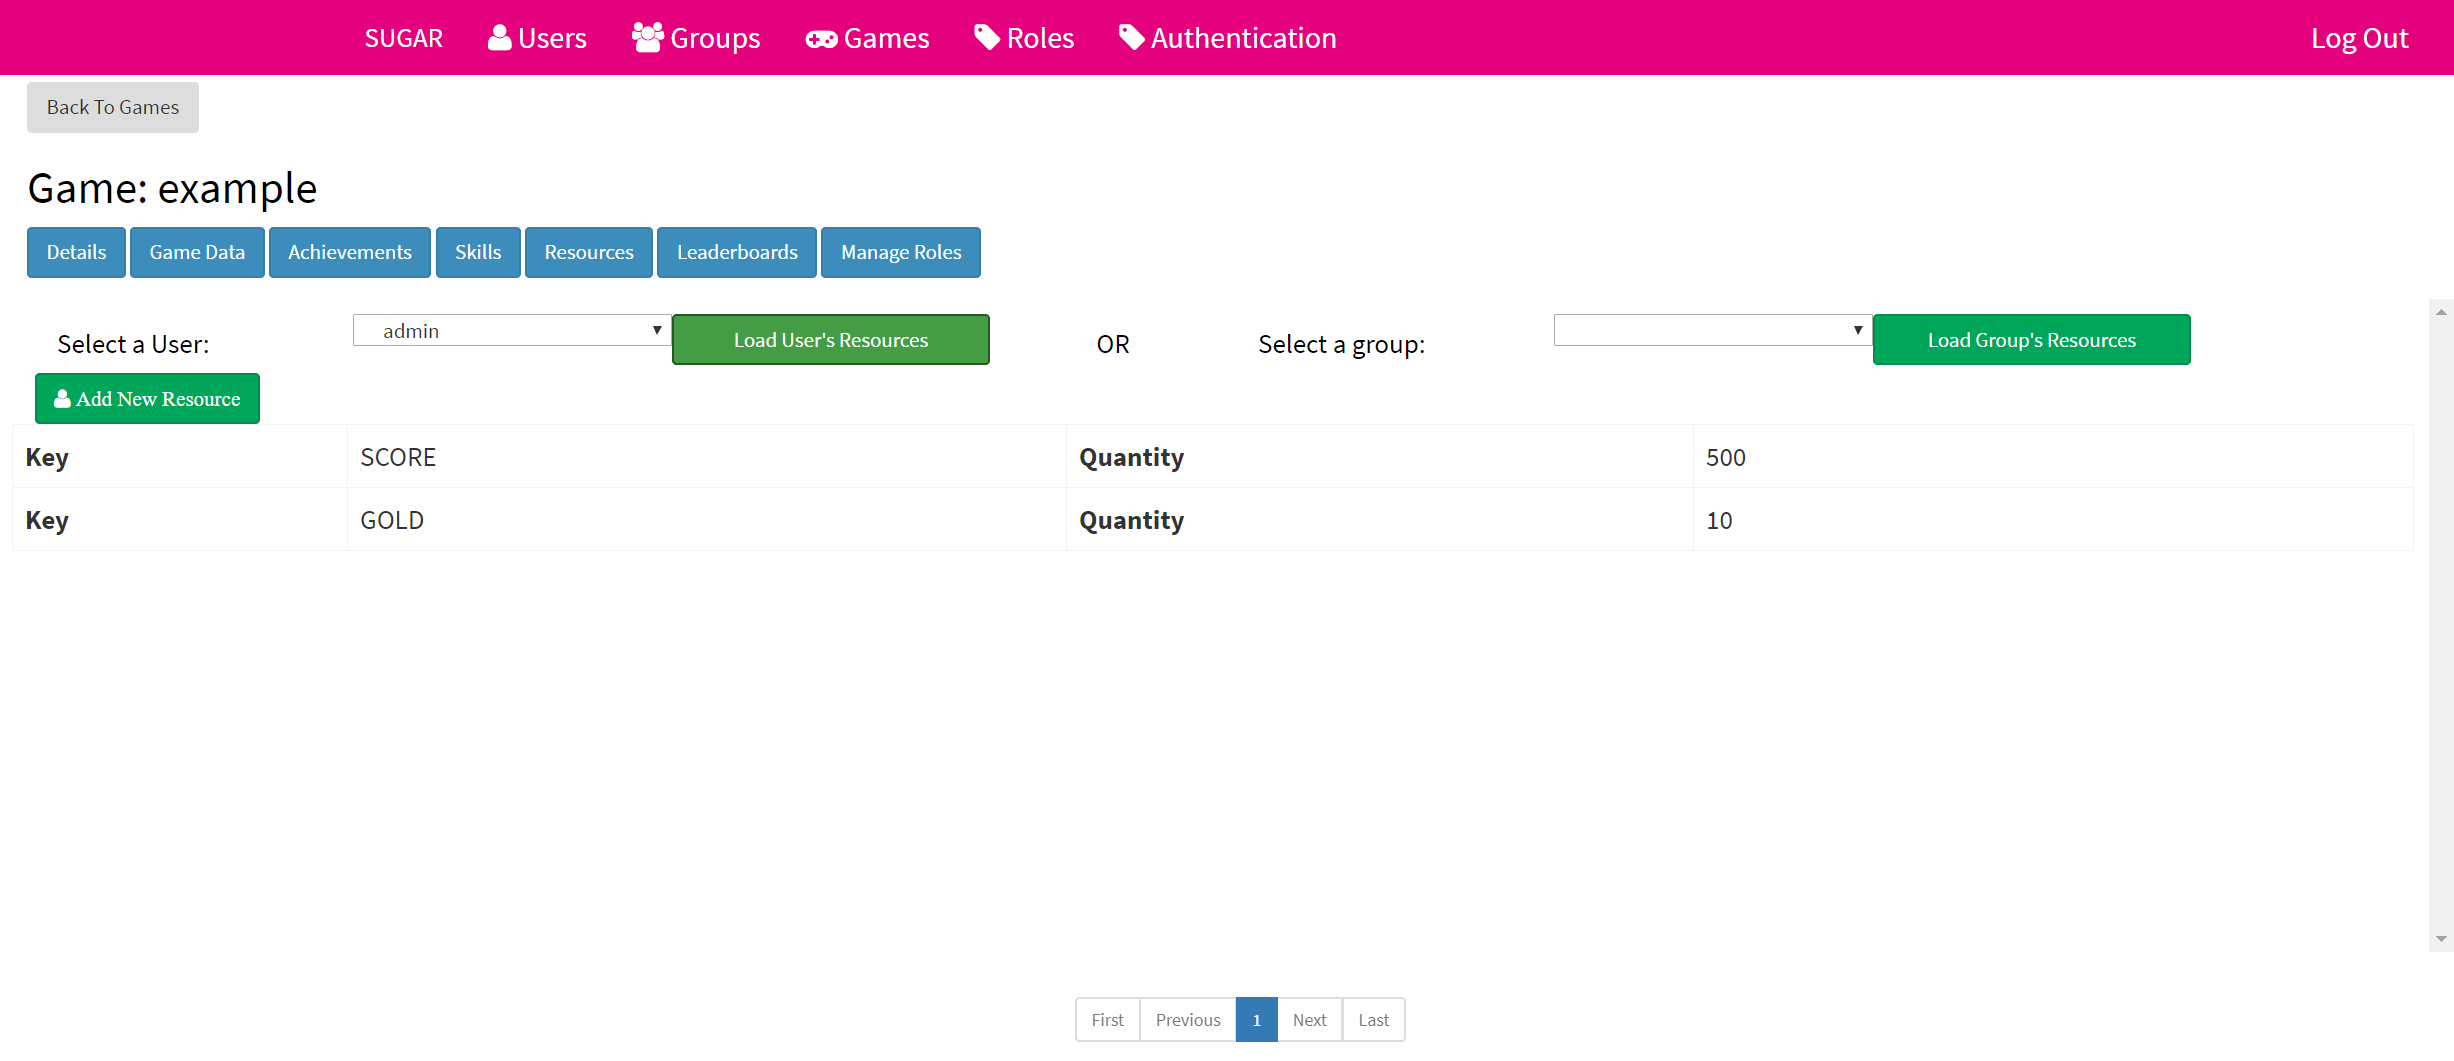 SUGAR Users Groups Games Roles Authentication Log Out
Back To Games
Game: example
Details Game Data Achievements Skills Resources Leaderboards Manage Roles
Select a User: admin Load User's Resources OR Select a group: Load Group's Resources
Add New Resource
Key SCORE Quantity 500
Key GOLD Quantity 10
First Previous 1 Next Last